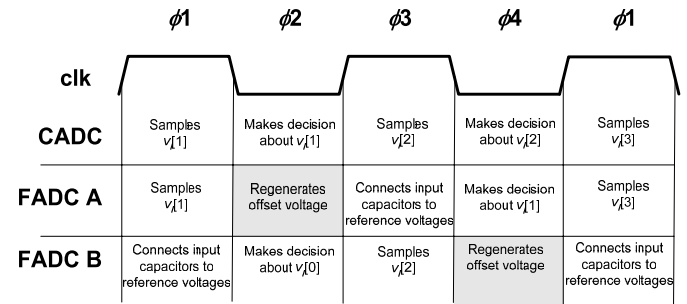 ϕ1 ϕ2 ϕ3 ϕ4 ϕ1
clk
CADC
Samples
vᵢ[1]
Makes decision
about vᵢ[1]
Samples
vᵢ[2]
Makes decision
about vᵢ[2]
Samples
vᵢ[3]
FADC A
Samples
vᵢ[1]
Regenerates
offset voltage
Connects input
capacitors to
reference voltages
Makes decision
about vᵢ[1]
Samples
vᵢ[3]
FADC B
Connects input
capacitors to
reference voltages
Makes decision
about vᵢ[0]
Samples
vᵢ[2]
Regenerates
offset voltage
Connects input
capacitors to
reference voltages